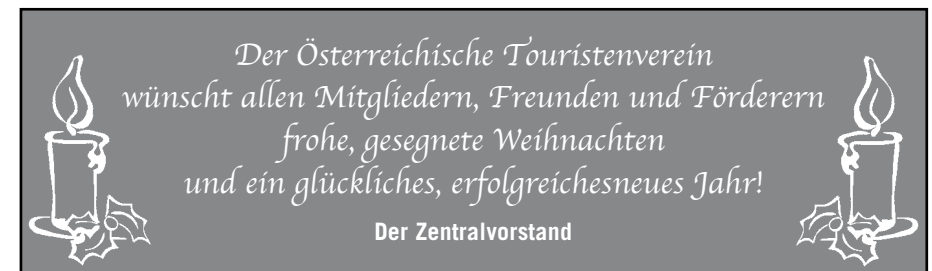 Der Österreichische Touristenverein
wünscht allen Mitgliedern, Freunden und Förderern
frohe, gesegnete Weihnachten
und ein glückliches, erfolgreichesneues Jahr!
Der Zentralvorstand